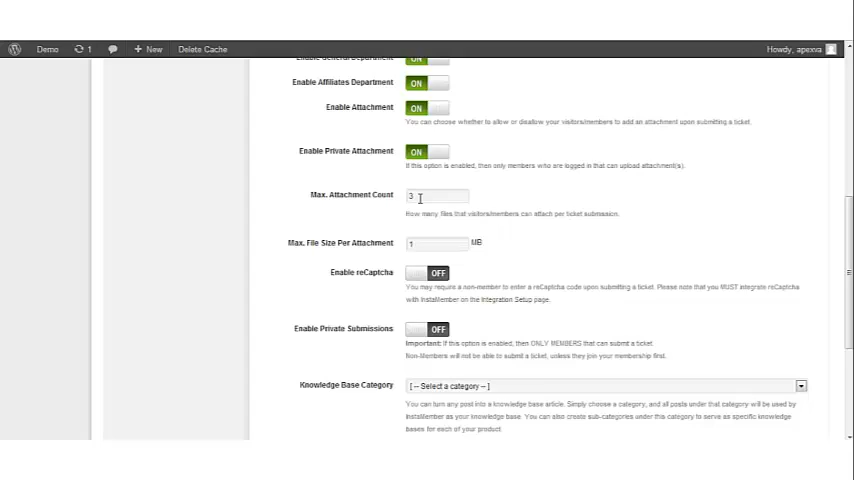 Demo 1 New Delete Cache Howdy, apexva
Enable General Department ON
Enable Affiliates Department ON
Enable Attachment ON
You can choose whether to allow or disallow your visitors/members to add an attachment upon submitting a ticket.
Enable Private Attachment ON
If this option is enabled, then only members who are logged in that can upload attachment(s).
Max. Attachment Count 3
How many files that visitors/members can attach per ticket submission.
Max. File Size Per Attachment 1 MB
Enable reCaptcha OFF
You may require a non-member to enter a reCaptcha code upon submitting a ticket. Please note that you MUST integrate reCaptcha
with InstaMember on the Integration Setup page.
Enable Private Submissions OFF
Important: If this option is enabled, then ONLY MEMBERS that can submit a ticket.
Non-Members will not be able to submit a ticket, unless they join your membership first.
Knowledge Base Category [ -- Select a category -- ]
You can turn any post into a knowledge base article. Simply choose a category, and all posts under that category will be used by
InstaMember as your knowledge base. You can also create sub-categories under this category to serve as specific knowledge
bases for each of your product.